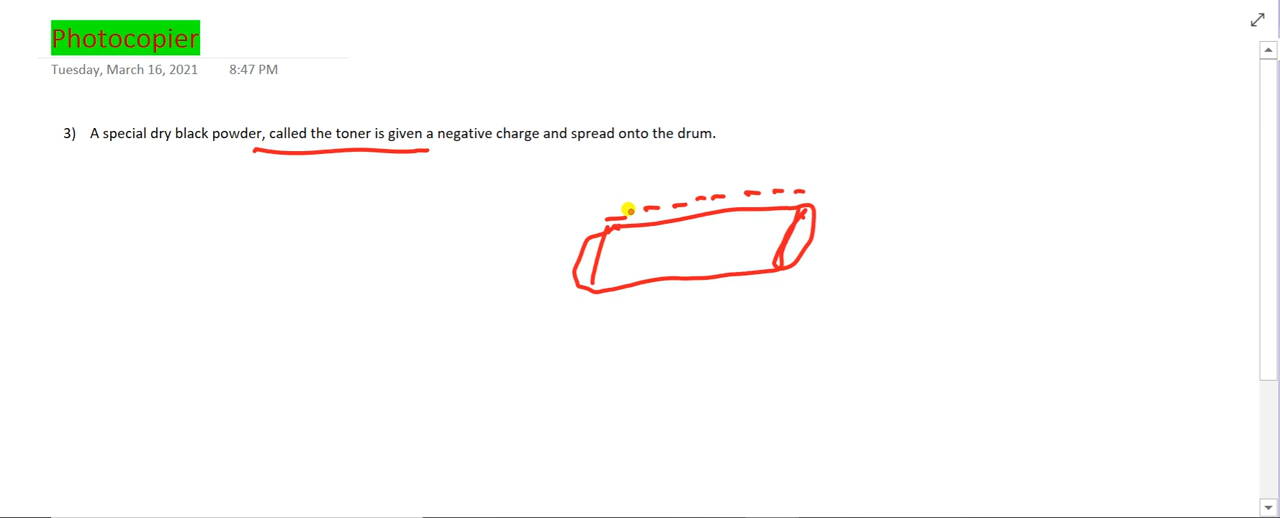 Photocopier
Tuesday, March 16, 2021 8:47 PM
3) A special dry black powder, called the toner is given a negative charge and spread onto the drum.